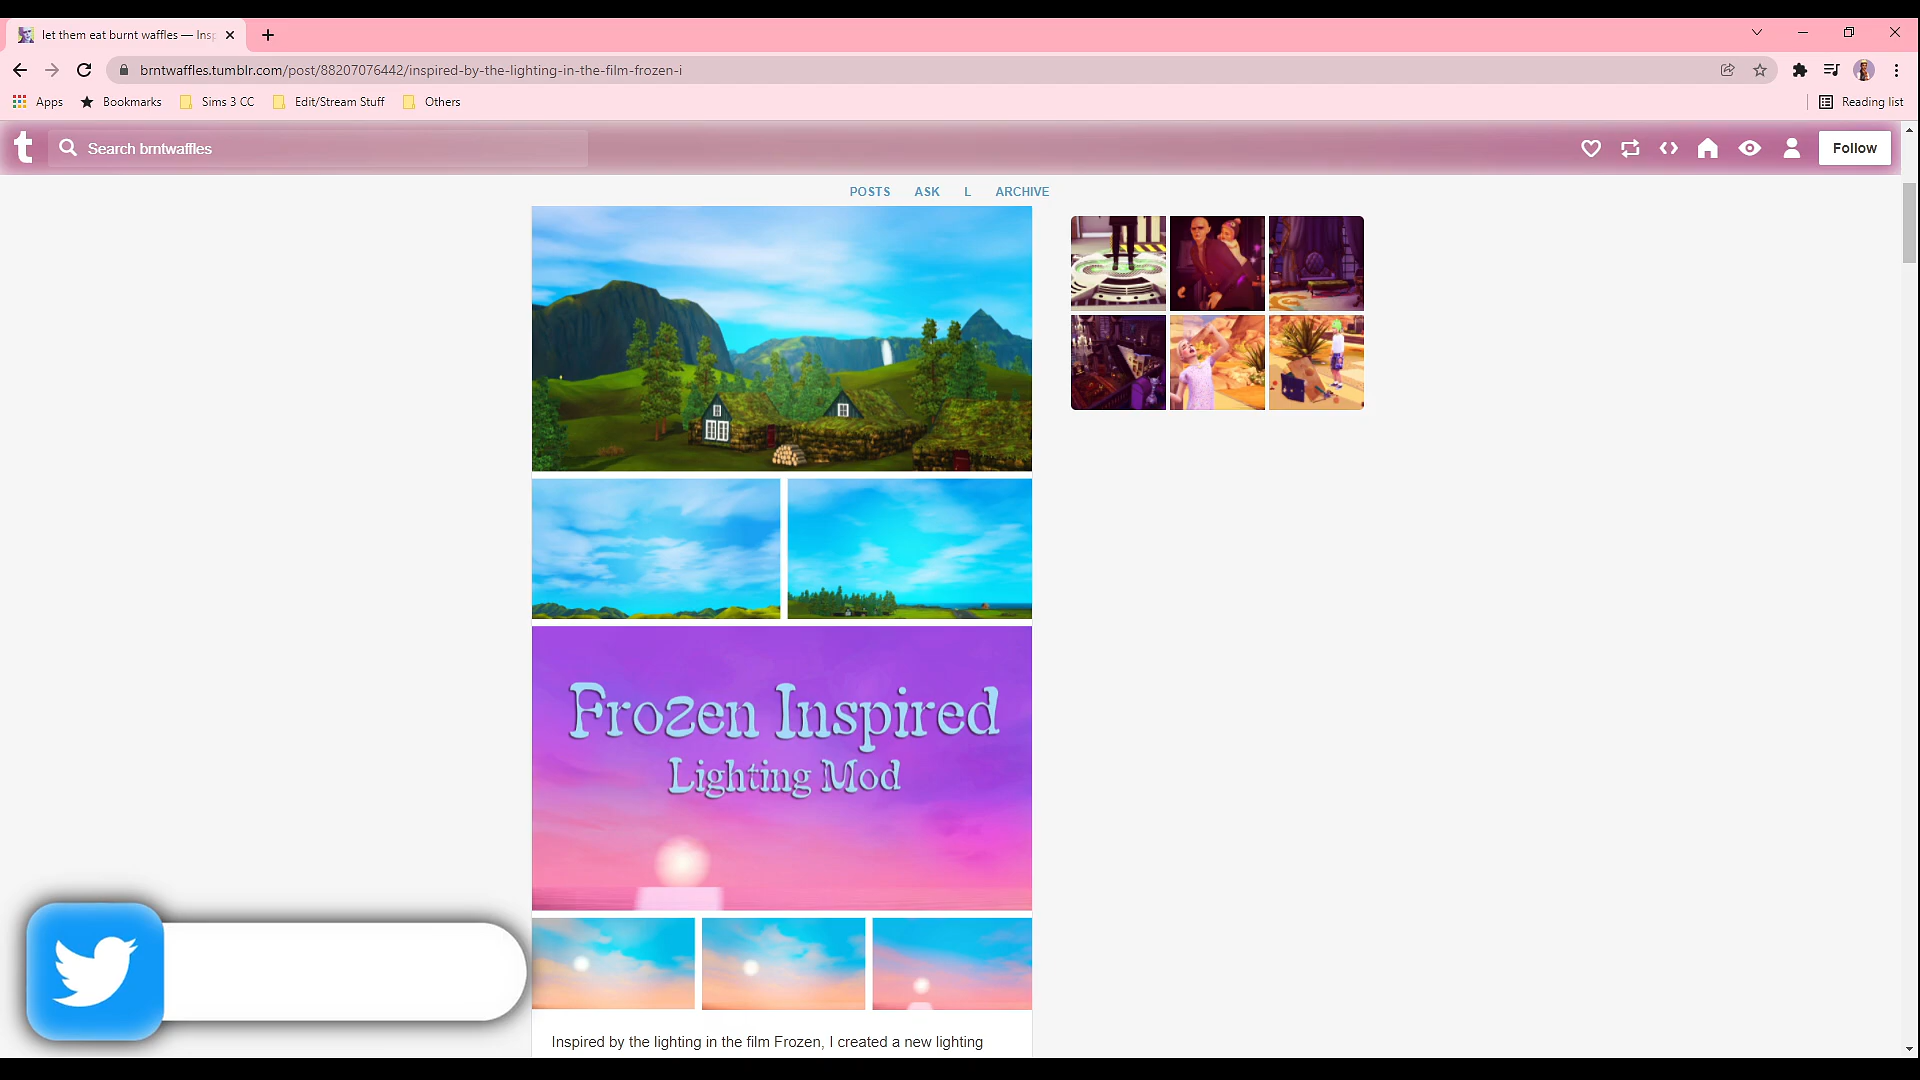 let them eat burnt waffles — Insp
brntwaffles.tumblr.com/post/88207076442/inspired-by-the-lighting-in-the-film-frozen-i
Apps Bookmarks Sims 3 CC Edit/Stream Stuff Others Reading list
t Search brntwaffles Follow
POSTS ASK L ARCHIVE
Frozen Inspired
Lighting Mod
Inspired by the lighting in the film Frozen, I created a new lighting